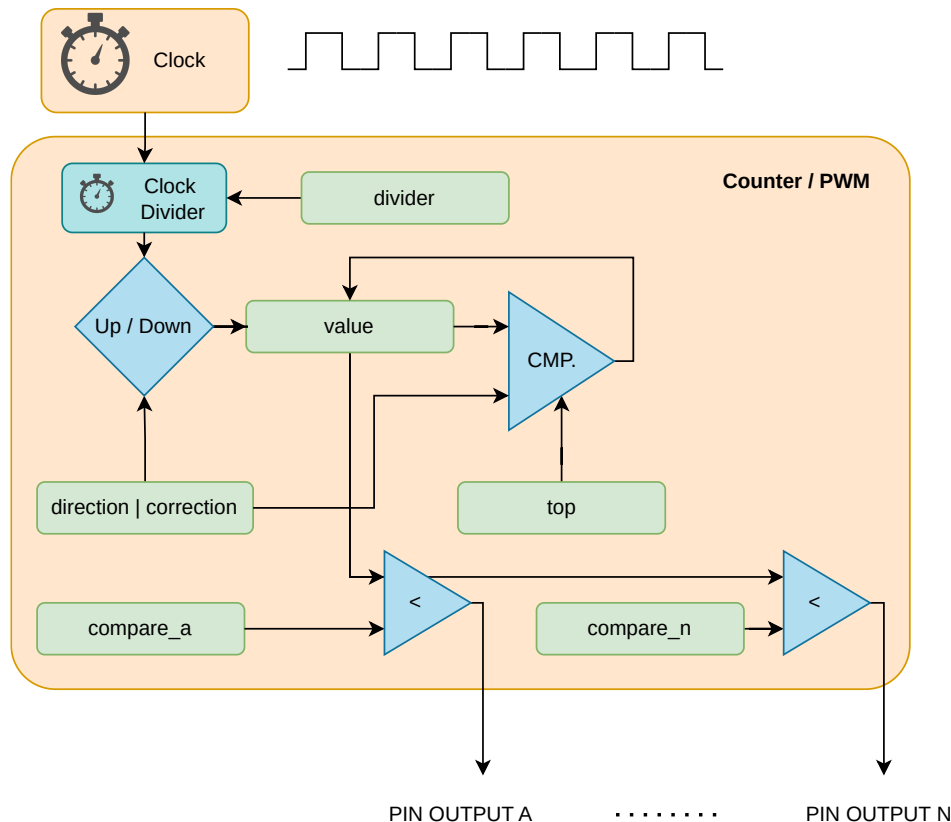 Clock
Clock
Divider
divider
Counter / PWM
Up / Down
value
CMP.
direction | correction
top
<
<
compare_a
compare_n
PIN OUTPUT A
. . . . . . . .
PIN OUTPUT N